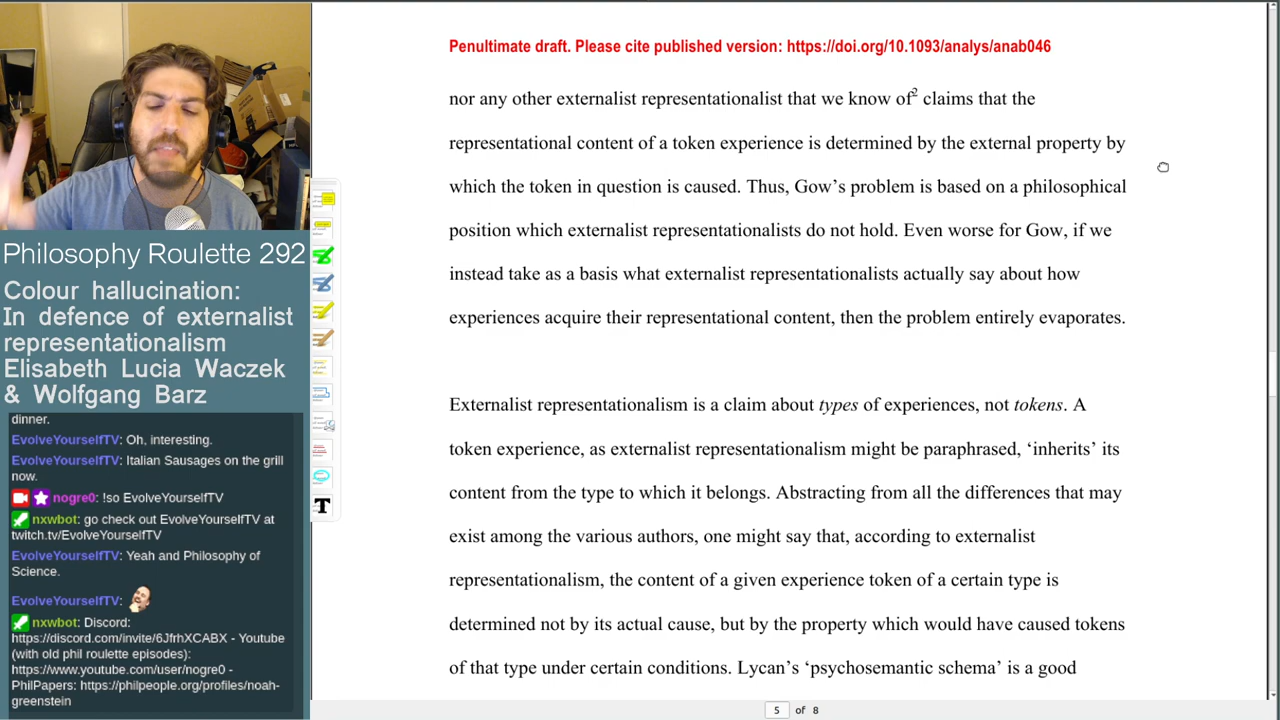 Penultimate draft. Please cite published version: https://doi.org/10.1093/analys/anab046
nor any other externalist representationalist that we know of² claims that the
representational content of a token experience is determined by the external property by
which the token in question is caused. Thus, Gow’s problem is based on a philosophical
position which externalist representationalists do not hold. Even worse for Gow, if we
instead take as a basis what externalist representationalists actually say about how
experiences acquire their representational content, then the problem entirely evaporates.
Externalist representationalism is a claim about types of experiences, not tokens. A
token experience, as externalist representationalism might be paraphrased, ‘inherits’ its
content from the type to which it belongs. Abstracting from all the differences that may
exist among the various authors, one might say that, according to externalist
representationalism, the content of a given experience token of a certain type is
determined not by its actual cause, but by the property which would have caused tokens
of that type under certain conditions. Lycan’s ‘psychosemantic schema’ is a good
5 of 8
Philosophy Roulette 292
Colour hallucination:
In defence of externalist
representationalism
Elisabeth Lucia Waczek
& Wolfgang Barz
dinner.
EvolveYourselfTV: Oh, interesting.
EvolveYourselfTV: Italian Sausages on the grill
now.
nogre0: !so EvolveYourselfTV
nxwbot: go check out EvolveYourselfTV at
twitch.tv/EvolveYourselfTV
EvolveYourselfTV: Yeah and Philosophy of
Science.
EvolveYourselfTV:
nxwbot: Discord:
https://discord.com/invite/6JfrhXCABX - Youtube
(with old phil roulette episodes):
https://www.youtube.com/user/nogre0 -
PhilPapers: https://philpeople.org/profiles/noah-
greenstein
T